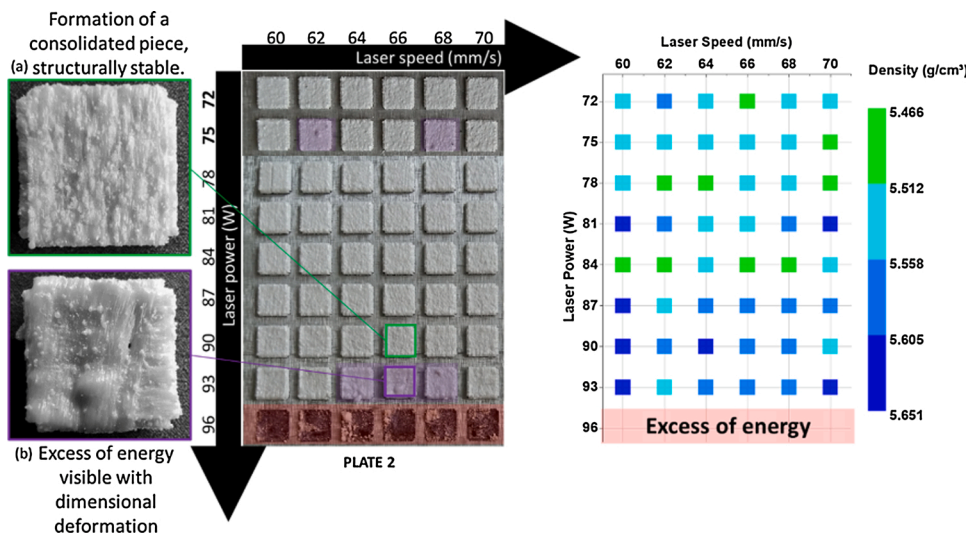 Formation of a
consolidated piece,
(a) structurally stable.
(b) Excess of energy
visible with
dimensional
deformation
60 62 64 66 68 70
Laser speed (mm/s)
Laser power (W)
72
75
78
81
84
87
90
93
96
PLATE 2
Laser Speed (mm/s)
60 62 64 66 68 70
Laser Power (W)
72
75
78
81
84
87
90
93
96
Excess of energy
Density (g/cm³)
5.466
5.512
5.558
5.605
5.651